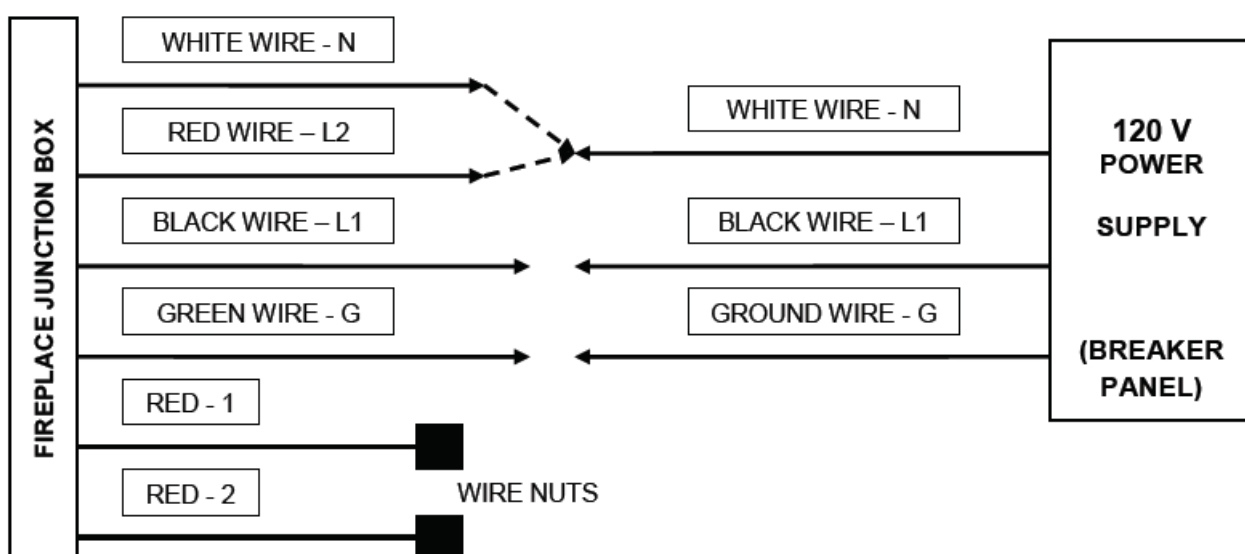 FIREPLACE JUNCTION BOX
WHITE WIRE - N
RED WIRE – L2
BLACK WIRE – L1
GREEN WIRE - G
RED - 1
RED - 2
WIRE NUTS
WHITE WIRE - N
BLACK WIRE – L1
GROUND WIRE - G
120 V
POWER
SUPPLY
(BREAKER
PANEL)